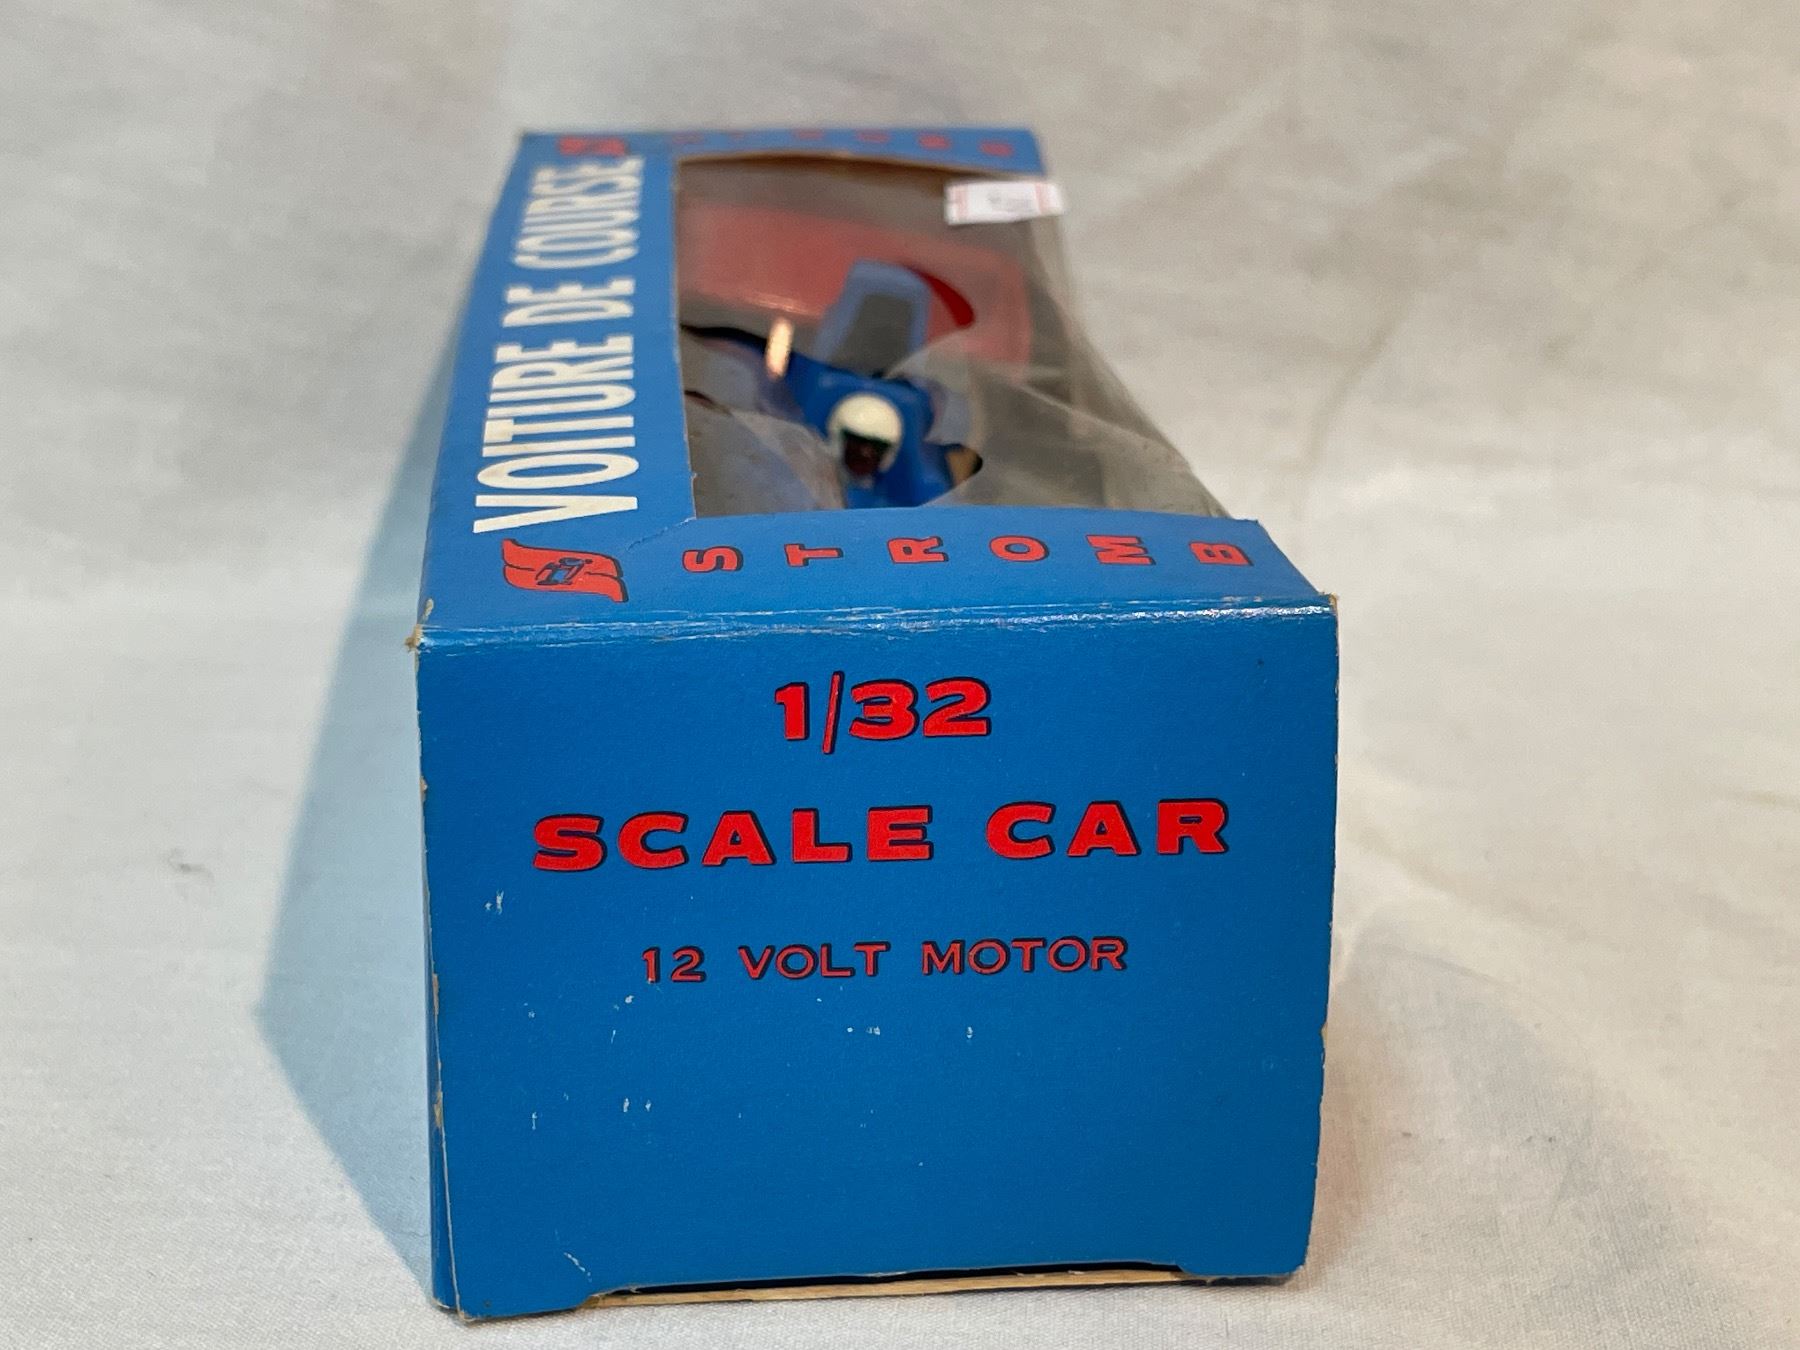 VOITURE DE COURSE
STROMB
1/32
SCALE CAR
12 VOLT MOTOR